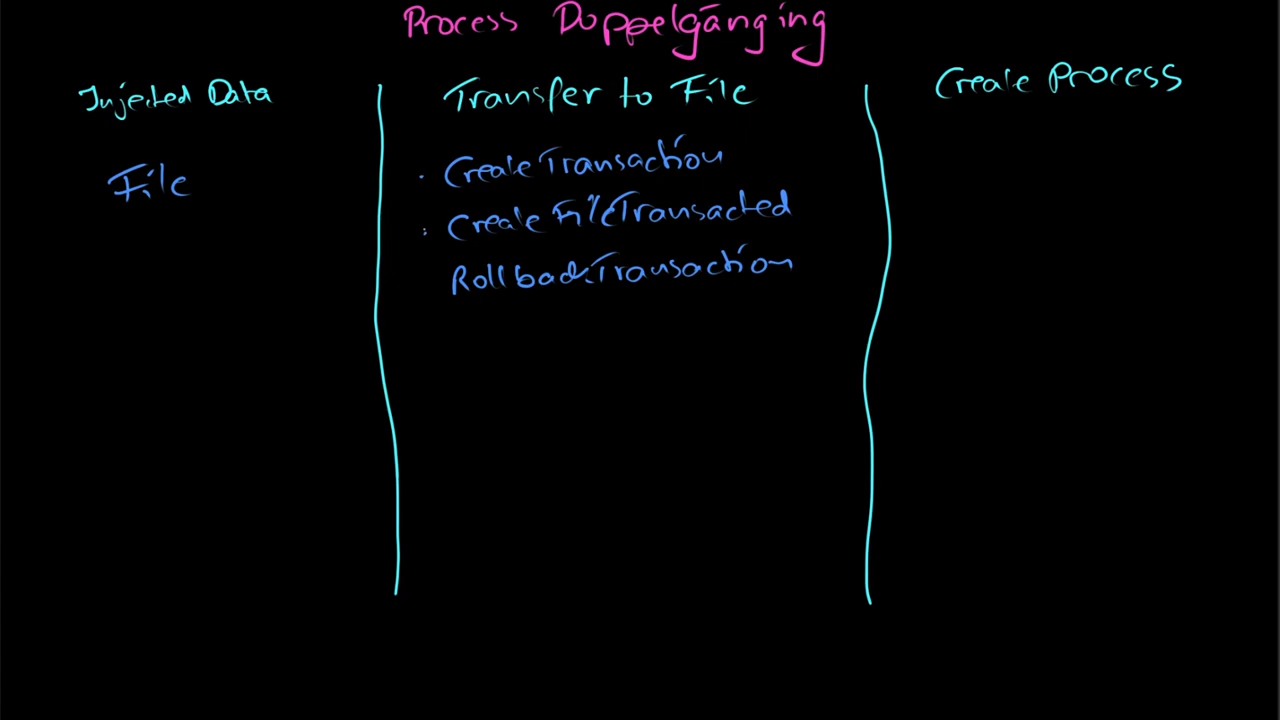 Process Doppelgänging
Injected Data
Transfer to File
Create Process
File
· CreateTransaction
: CreateFileTransacted
RollbackTransaction